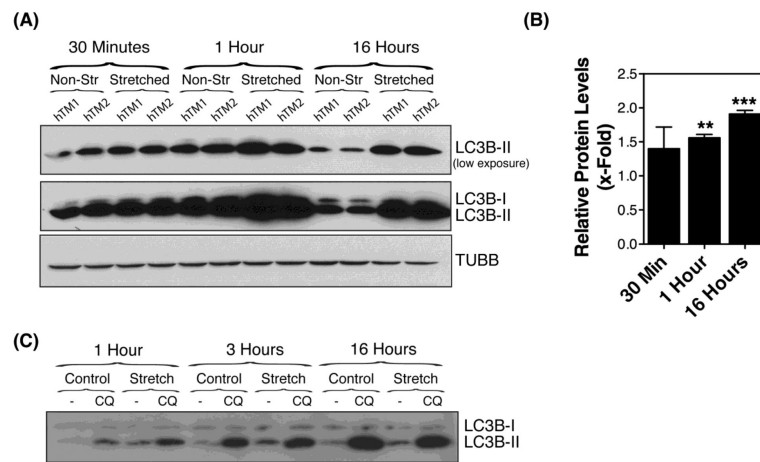 (A)
30 Minutes 1 Hour 16 Hours
Non-Str Stretched Non-Str Stretched Non-Str Stretched
hTM1 hTM2 hTM1 hTM2 hTM1 hTM2 hTM1 hTM2 hTM1 hTM2 hTM1 hTM2
LC3B-II
(low exposure)
LC3B-I
LC3B-II
TUBB
(B)
Relative Protein Levels
(x-Fold)
2.5
2.0
1.5
1.0
0.5
0.0
**
***
30 Min
1 Hour
16 Hours
(C)
1 Hour 3 Hours 16 Hours
Control Stretch Control Stretch Control Stretch
- CQ - CQ - CQ - CQ - CQ - CQ
LC3B-I
LC3B-II